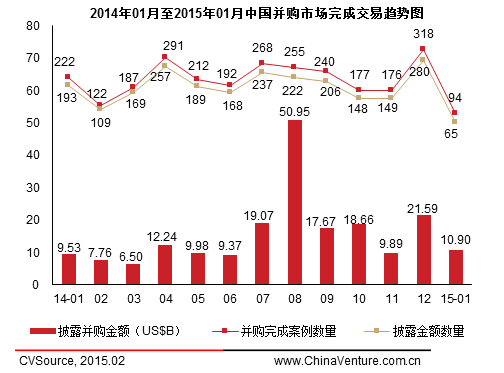 2014年01月至2015年01月中国并购市场完成交易趋势图
80
70
60
50
40
30
20
10
0
222 122 187 291 212 192 268 255 240 177 176 318 94
193 109 169 257 189 168 237 222 206 148 149 280 65
9.53 7.76 6.50 12.24 9.98 9.37 19.07 50.95 17.67 18.66 9.89 21.59 10.90
14-01 02 03 04 05 06 07 08 09 10 11 12 15-01
披露并购金额（US$B） 并购完成案例数量 披露金额数量
CVSource, 2015.02 www.ChinaVenture.com.cn